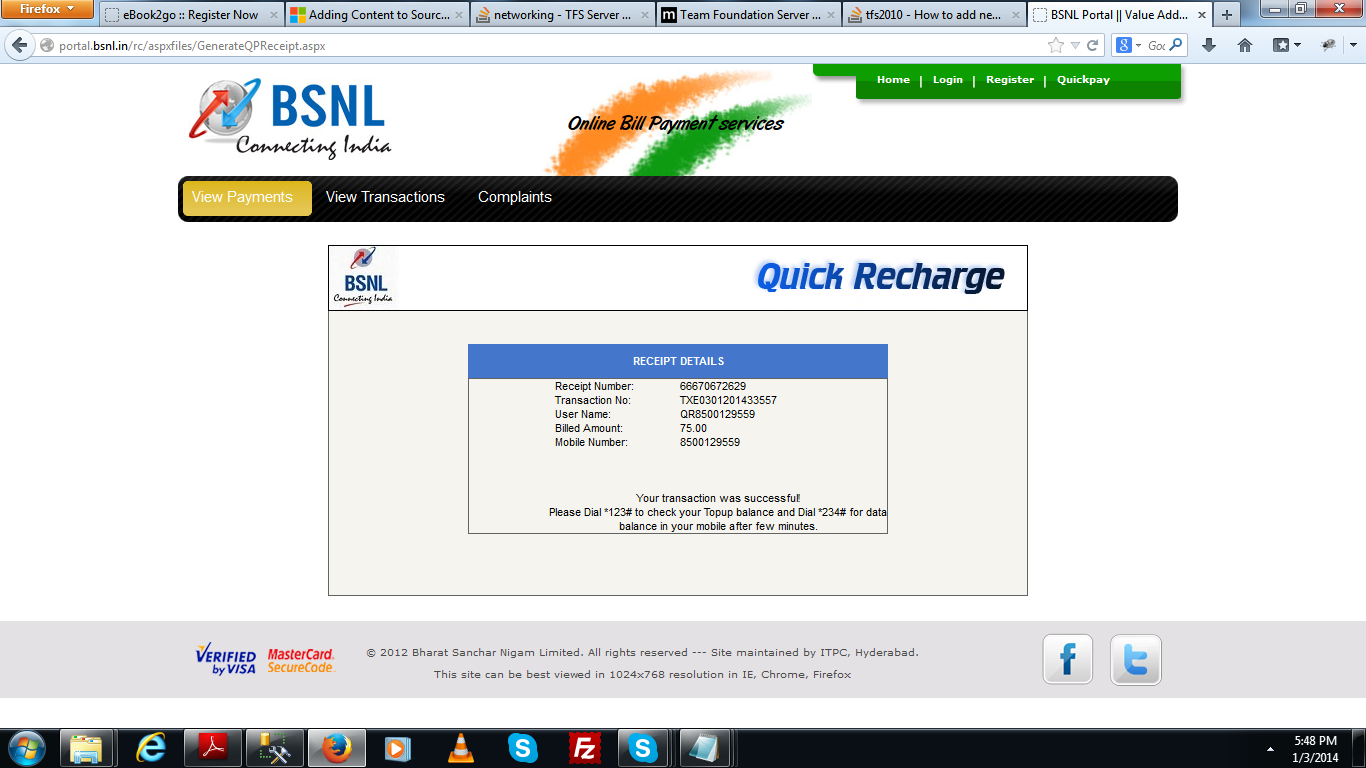 Firefox
eBook2go :: Register Now
Adding Content to Sourc...
networking - TFS Server ...
Team Foundation Server ...
tfs2010 - How to add ne...
BSNL Portal || Value Add...
portal.bsnl.in/rc/aspxfiles/GenerateQPReceipt.aspx
BSNL
Connecting India
Online Bill Payment services
Home | Login | Register | Quickpay
View Payments View Transactions Complaints
BSNL
Connecting India
Quick Recharge
RECEIPT DETAILS
Receipt Number: 66670672629
Transaction No: TXE0301201433557
User Name: QR8500129559
Billed Amount: 75.00
Mobile Number: 8500129559
Your transaction was successful!
Please Dial *123# to check your Topup balance and Dial *234# for data
balance in your mobile after few minutes.
VERIFIED
by VISA
MasterCard.
SecureCode.
© 2012 Bharat Sanchar Nigam Limited. All rights reserved --- Site maintained by ITPC, Hyderabad.
This site can be best viewed in 1024x768 resolution in IE, Chrome, Firefox
5:48 PM
1/3/2014